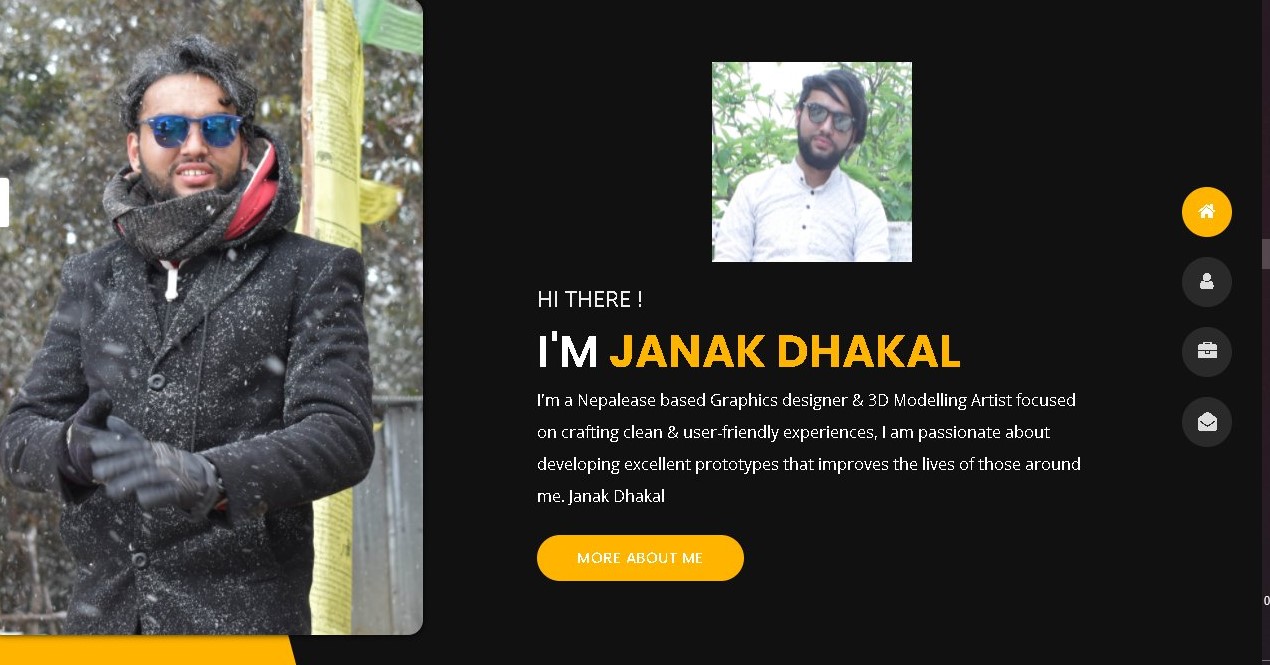 HI THERE !
I'M JANAK DHAKAL
I'm a Nepalease based Graphics designer & 3D Modelling Artist focused
on crafting clean & user-friendly experiences, I am passionate about
developing excellent prototypes that improves the lives of those around
me. Janak Dhakal
MORE ABOUT ME